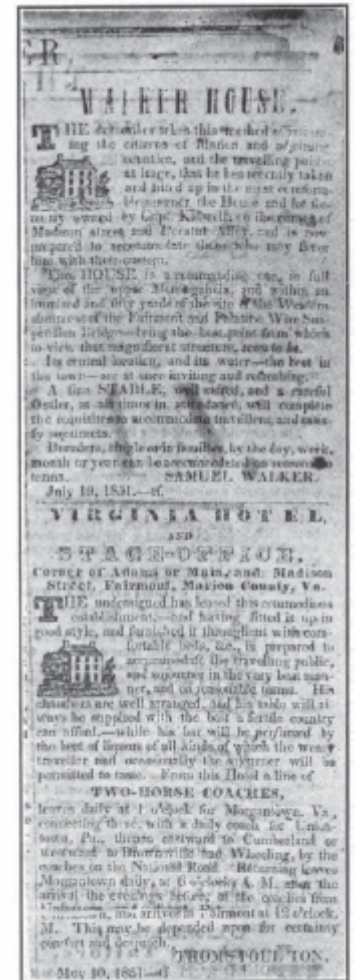 WALKER HOUSE.
THE subscriber takes this method of
ing the citizens of Marion and adjoining
counties, and the travelling public
at large, that he has recently taken
and fitted up in the most
manner, the House and
owned by Capt. on the corner of
Madison street and Alley, and is now
prepared to accommodate those who may favor
him with their custom.
This HOUSE is a commanding one, in full
view of the Monongahela, and within
hundred and fifty yards of the site of the Western
abutment of the Fairmont and Palatine Wire Sus-
pension Bridge—being the best point from which
to view that magnificent structure, soon to be.
Its central location, and its water—the best in
the town—are at once inviting and refreshing.
A fine STABLE, well and a careful
Ostler, at all times in attendance, will complete
the requisites to accommodate travellers, and

Boarders, single or in families, by the day, week,
month or year can be accommodated on reasonable
terms. SAMUEL WALKER.
July 19, 1851.—tf.
VIRGINIA HOTEL,
AND
STAGE-OFFICE,
Corner of Adams or Main, and Madison
Street, Fairmont, Marion County, Va.
THE undersigned has leased this commodious
establishment,—and having fitted it up in
good style, and furnished it throughout with com-
fortable beds, &c., is prepared to
accommodate the travelling public,
and sojourner in the very best man-
ner, and on reasonable terms. His
chambers are well arranged, and his table will al-
ways be supplied with the best a fertile country
can afford,—while his bar will be perfumed by
the best of liquors of all kinds, of which the weary
traveller and occasionally the sojourner will be
permitted to taste. From this Hotel a line of
TWO-HORSE COACHES,
leaves daily at 1 o'clock for Morgantown, Va.,
connecting there, with a daily coach for Union-
town, Pa., thence eastward to Cumberland or
westward to Brownsville and Wheeling, by the
coaches on the National Road. Returning leaves
Morgantown daily, at 6 o'clock, A. M. after the
arrival the evening before, of the coaches from
and arrives in Fairmont at 12 o'clock,
M. This may be depended upon for certainty
comfort and despatch.
THOMSTOULTON.
May 10, 1851—tf